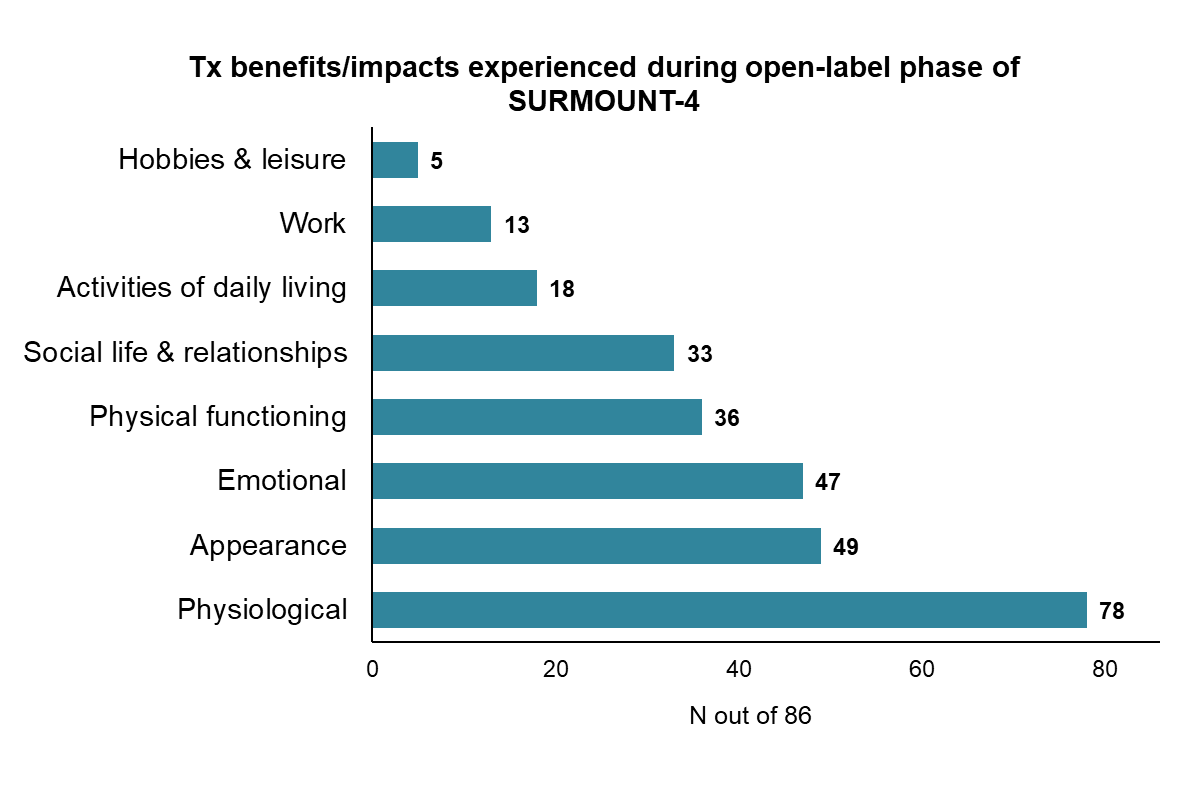 Tx benefits/impacts experienced during open-label phase of
SURMOUNT-4
Hobbies & leisure 5
Work 13
Activities of daily living 18
Social life & relationships 33
Physical functioning 36
Emotional 47
Appearance 49
Physiological 78
0 20 40 60 80
N out of 86